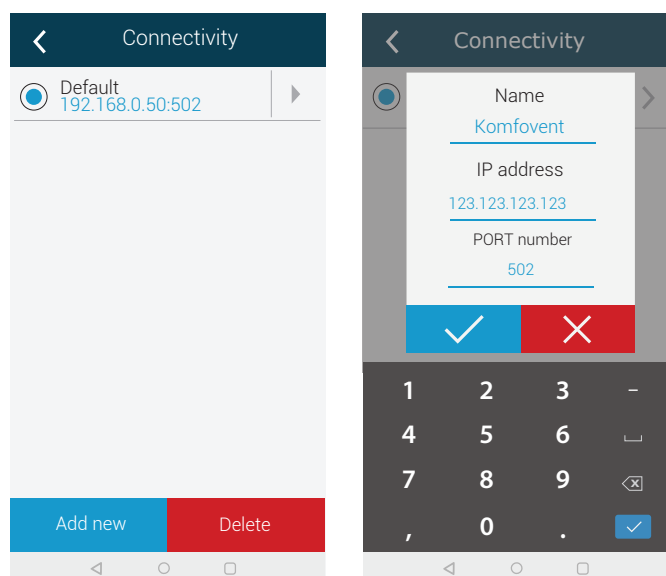 Connectivity
Default
192.168.0.50:502
Add new
Delete
Connectivity
Name
Komfovent
IP address
123.123.123.123
PORT number
502
1 2 3 –
4 5 6
7 8 9
, 0 .